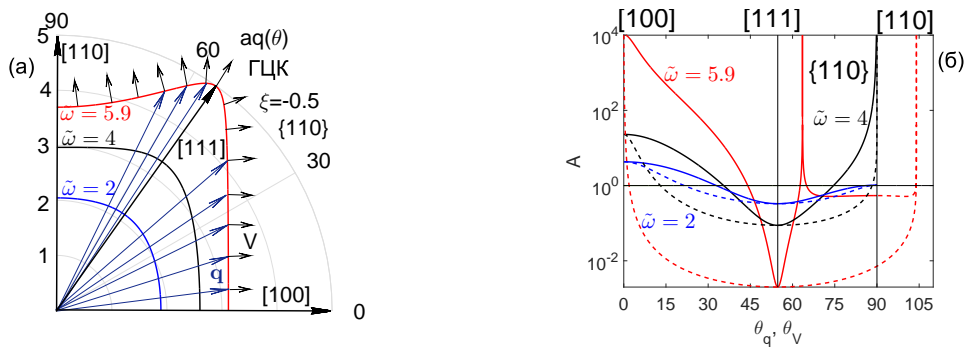 (a)
90
5
4
3
2
1
[110]
60
aq(θ)
ГЦК
ξ=-0.5
{110}
30
ω̃ = 5.9
ω̃ = 4
ω̃ = 2
[111]
V
q
[100]
0
[100] [111] [110]
(б)
10⁴
10²
10⁰
10⁻²
A
ω̃ = 5.9
{110}
ω̃ = 4
ω̃ = 2
0 15 30 45 60 75 90 105
θ_q, θ_V